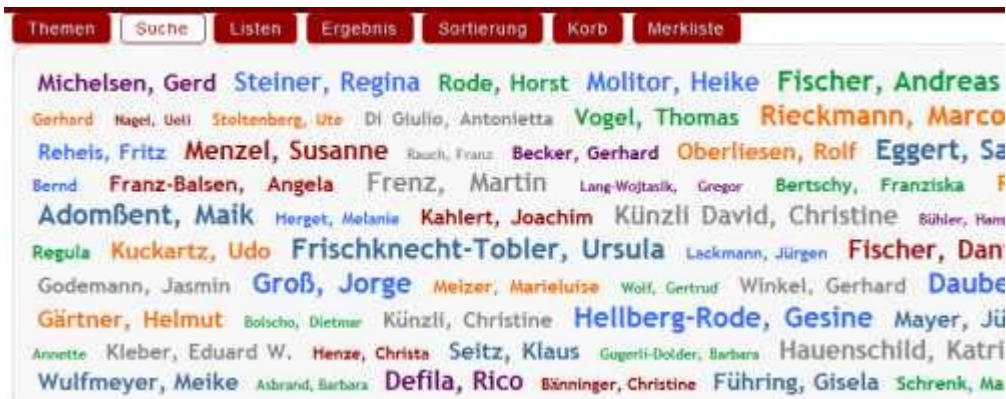 Themen Suche Listen Ergebnis Sortierung Korb Merkliste
Michelsen, Gerd Steiner, Regina Rode, Horst Molitor, Heike Fischer, Andreas
Gerhard Nagel, Ueli Stoltenberg, Ute Di Giulio, Antonietta Vogel, Thomas Rieckmann, Marco
Reheis, Fritz Menzel, Susanne Rauch, Franz Becker, Gerhard Oberliesen, Rolf Eggert, Sa
Bernd Franz-Balsen, Angela Frenz, Martin Lang-Wojtasik, Gregor Bertschy, Franziska
Adomßent, Maik Herget, Melanie Kahlert, Joachim Künzli David, Christine Bühler, Hans
Regula Kuckartz, Udo Frischknecht-Tobler, Ursula Lackmann, Jürgen Fischer, Dan
Godemann, Jasmin Groß, Jorge Melzer, Marieluise Wolf, Gertrud Winkel, Gerhard Daube
Gärtner, Helmut Bolscho, Dietmar Künzli, Christine Hellberg-Rode, Gesine Mayer, Jü
Annette Kleber, Eduard W. Henze, Christa Seitz, Klaus Gugerli-Dolder, Barbara Hauenschild, Katri
Wulfmeyer, Meike Asbrand, Barbara Defila, Rico Bänninger, Christine Führing, Gisela Schrenk, Ma